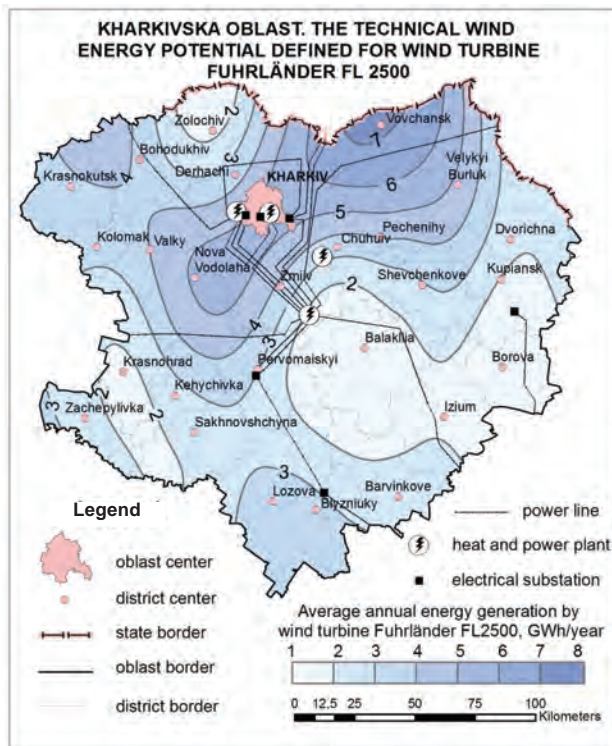 KHARKIVSKA OBLAST. THE TECHNICAL WIND
ENERGY POTENTIAL DEFINED FOR WIND TURBINE
FUHRLÄNDER FL 2500
2
Zolochiv
7
Vovchansk
Bohodukhiv
3
Derhachi
KHARKIV
6
Velykyi
Burluk
Krasnokutsk
4
5
Kolomak
Valky
Nova
Vodolaha
Chuhuiv
Pechenihy
Dvorichna
Zmiiv
2
Shevchenkove
Kupiansk
4
3
Balakliia
Krasnohrad
Pervomaiskyi
Borova
2
Kehychivka
3
Zachepylivka
2
Sakhnovshchyna
Izium
3
Lozova
Barvinkove
Blyzniuky
Legend
oblast center
district center
state border
oblast border
district border
power line
heat and power plant
electrical substation
Average annual energy generation by
wind turbine Fuhrländer FL2500, GWh/year
1 2 3 4 5 6 7 8
0 12,5 25 50 75 100
Kilometers